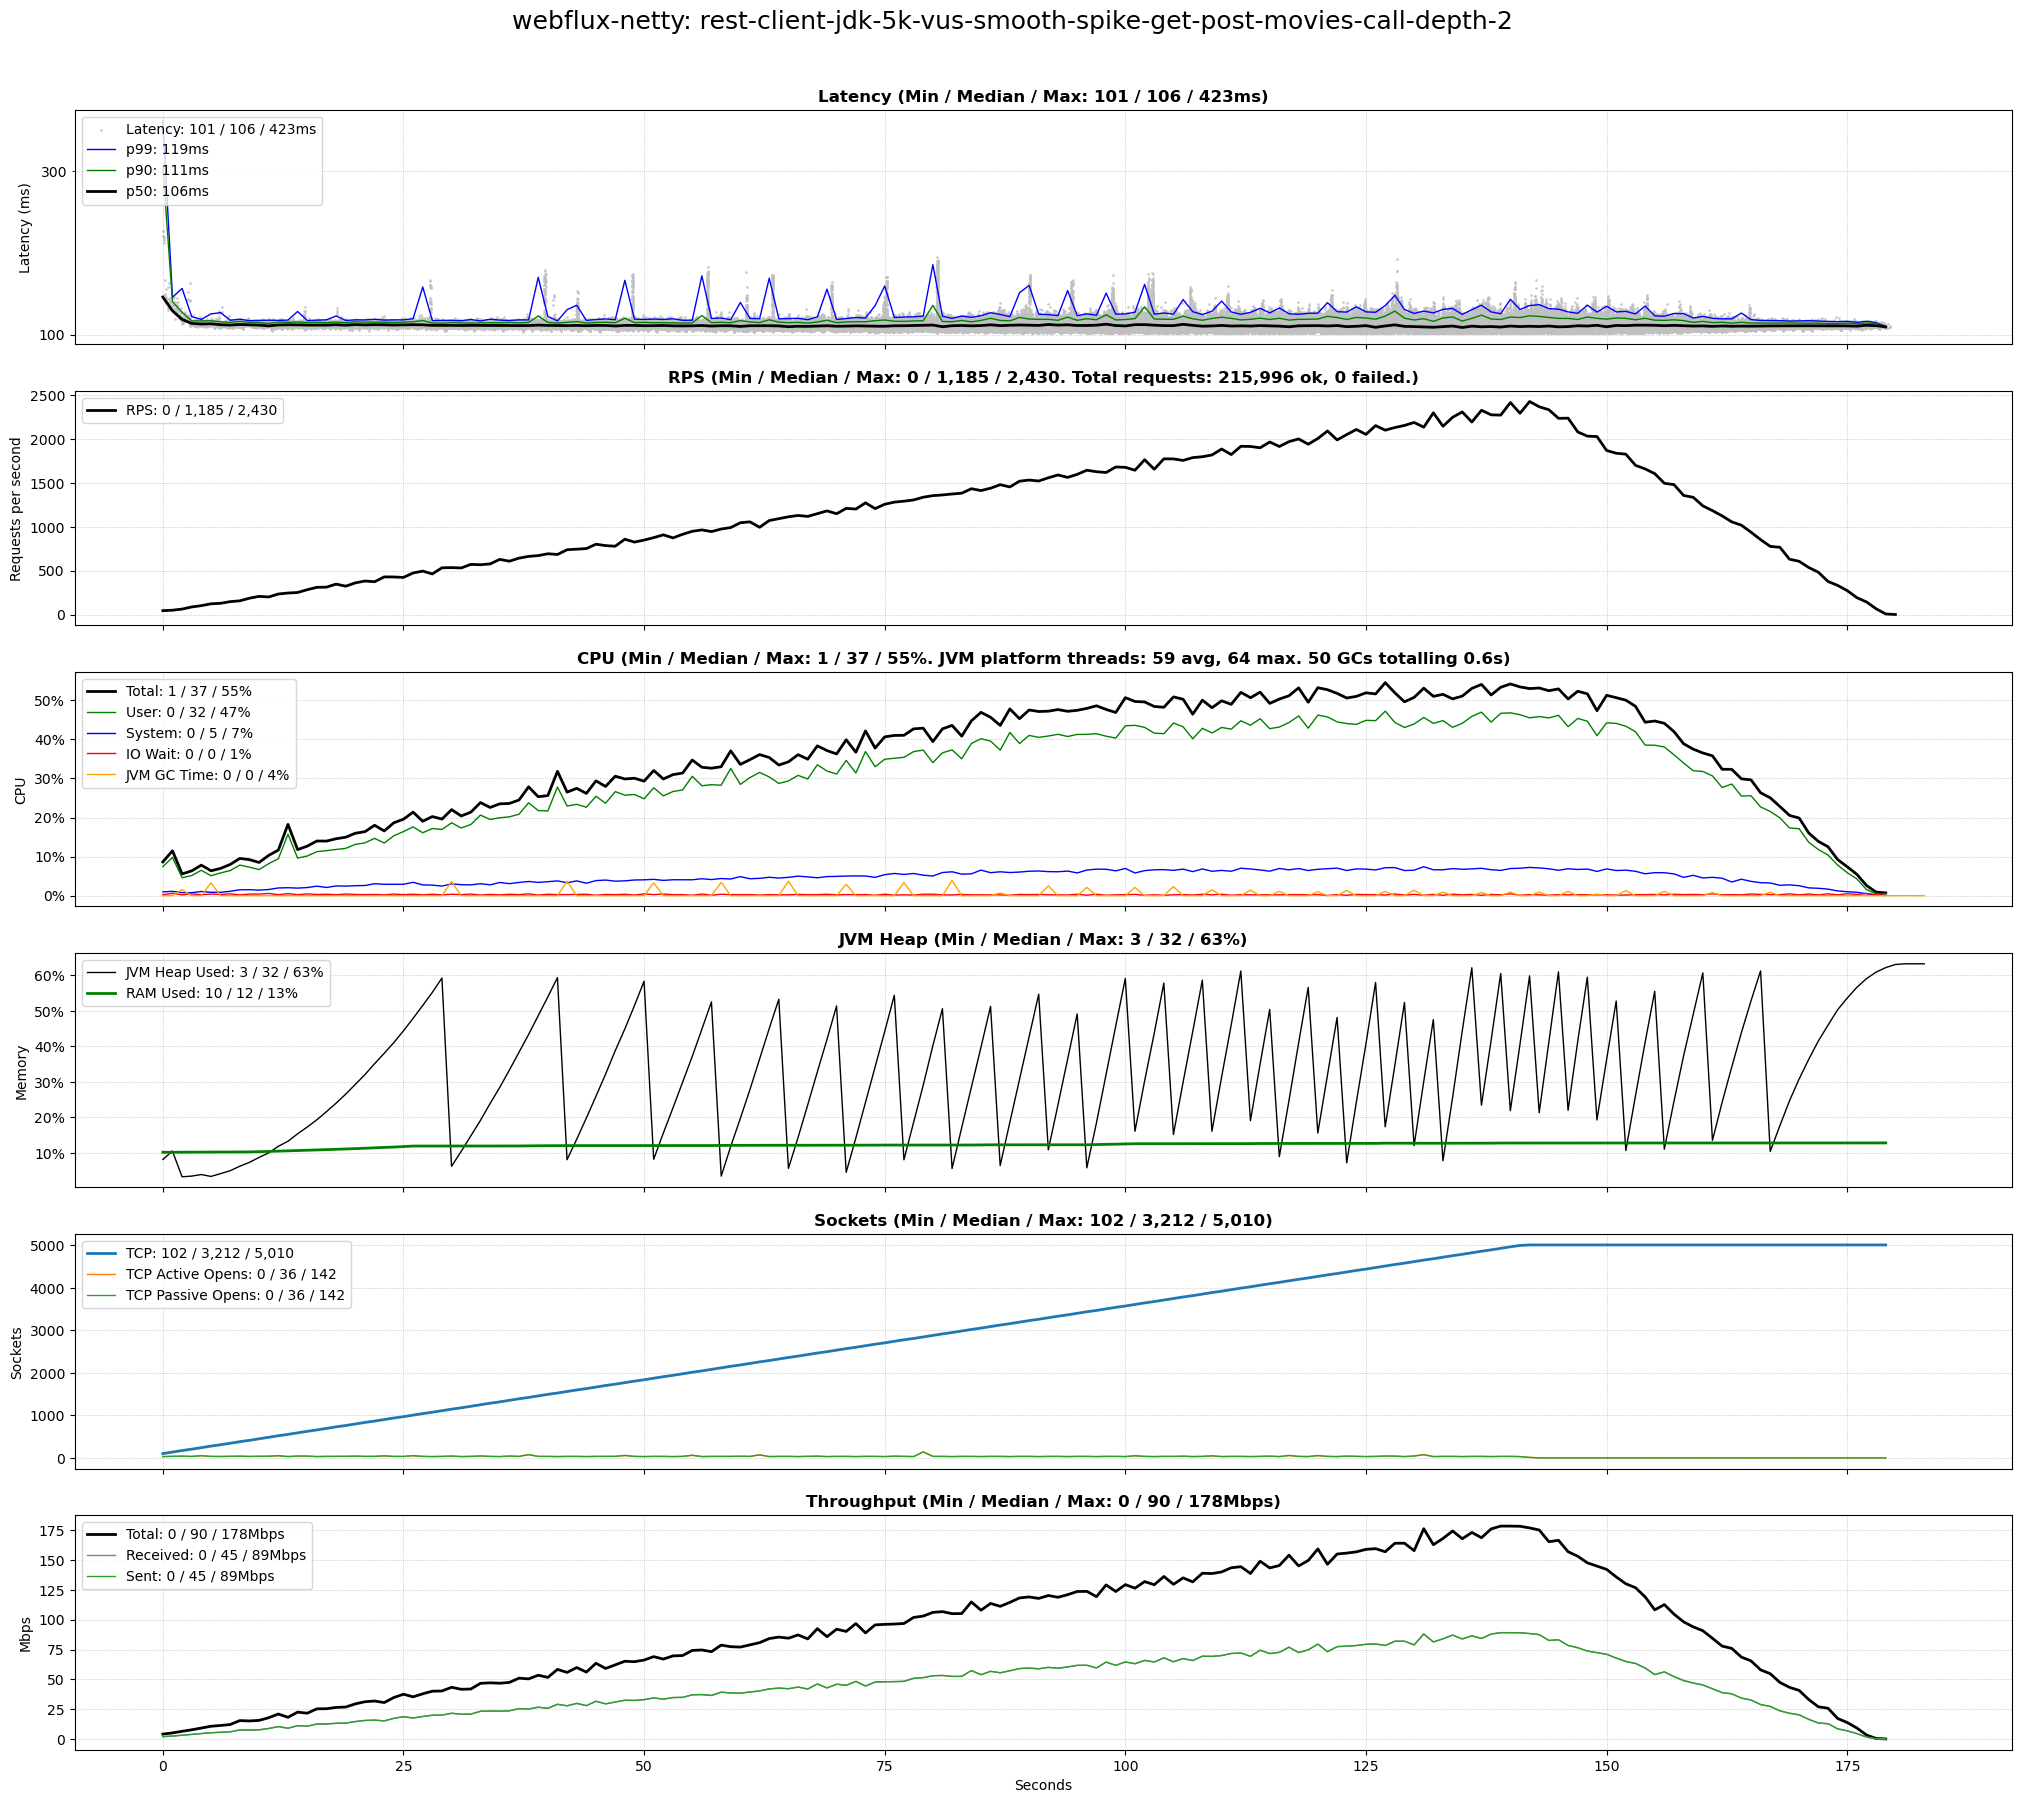 webflux-netty: rest-client-jdk-5k-vus-smooth-spike-get-post-movies-call-depth-2
Latency (Min / Median / Max: 101 / 106 / 423ms)
Latency: 101 / 106 / 423ms
p99: 119ms
p90: 111ms
p50: 106ms
300
100
Latency (ms)
RPS (Min / Median / Max: 0 / 1,185 / 2,430. Total requests: 215,996 ok, 0 failed.)
RPS: 0 / 1,185 / 2,430
2500
2000
1500
1000
500
0
Requests per second
CPU (Min / Median / Max: 1 / 37 / 55%. JVM platform threads: 59 avg, 64 max. 50 GCs totalling 0.6s)
Total: 1 / 37 / 55%
User: 0 / 32 / 47%
System: 0 / 5 / 7%
IO Wait: 0 / 0 / 1%
JVM GC Time: 0 / 0 / 4%
50%
40%
30%
20%
10%
0%
CPU
JVM Heap (Min / Median / Max: 3 / 32 / 63%)
JVM Heap Used: 3 / 32 / 63%
RAM Used: 10 / 12 / 13%
60%
50%
40%
30%
20%
10%
Memory
Sockets (Min / Median / Max: 102 / 3,212 / 5,010)
TCP: 102 / 3,212 / 5,010
TCP Active Opens: 0 / 36 / 142
TCP Passive Opens: 0 / 36 / 142
5000
4000
3000
2000
1000
0
Sockets
Throughput (Min / Median / Max: 0 / 90 / 178Mbps)
Total: 0 / 90 / 178Mbps
Received: 0 / 45 / 89Mbps
Sent: 0 / 45 / 89Mbps
175
150
125
100
75
50
25
0
Mbps
0 25 50 75 100 125 150 175
Seconds